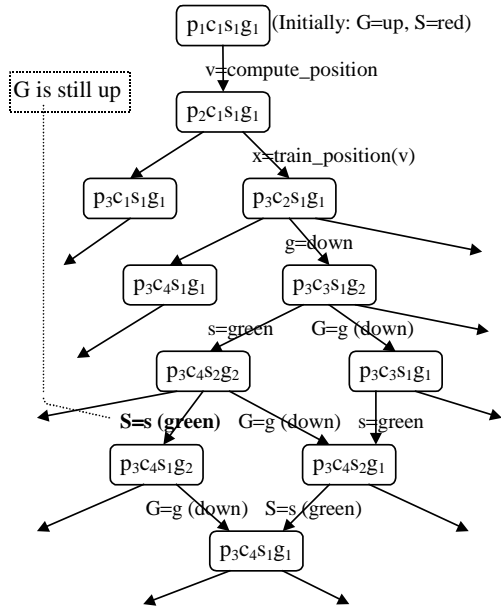 p₁c₁s₁g₁ (Initially: G=up, S=red)
v=compute_position
G is still up
p₂c₁s₁g₁
x=train_position(v)
p₃c₁s₁g₁ p₃c₂s₁g₁
g=down
p₃c₄s₁g₁ p₃c₃s₁g₂
s=green G=g (down)
p₃c₄s₂g₂ p₃c₃s₁g₁
S=s (green) G=g (down) s=green
p₃c₄s₁g₂ p₃c₄s₂g₁
G=g (down) S=s (green)
p₃c₄s₁g₁